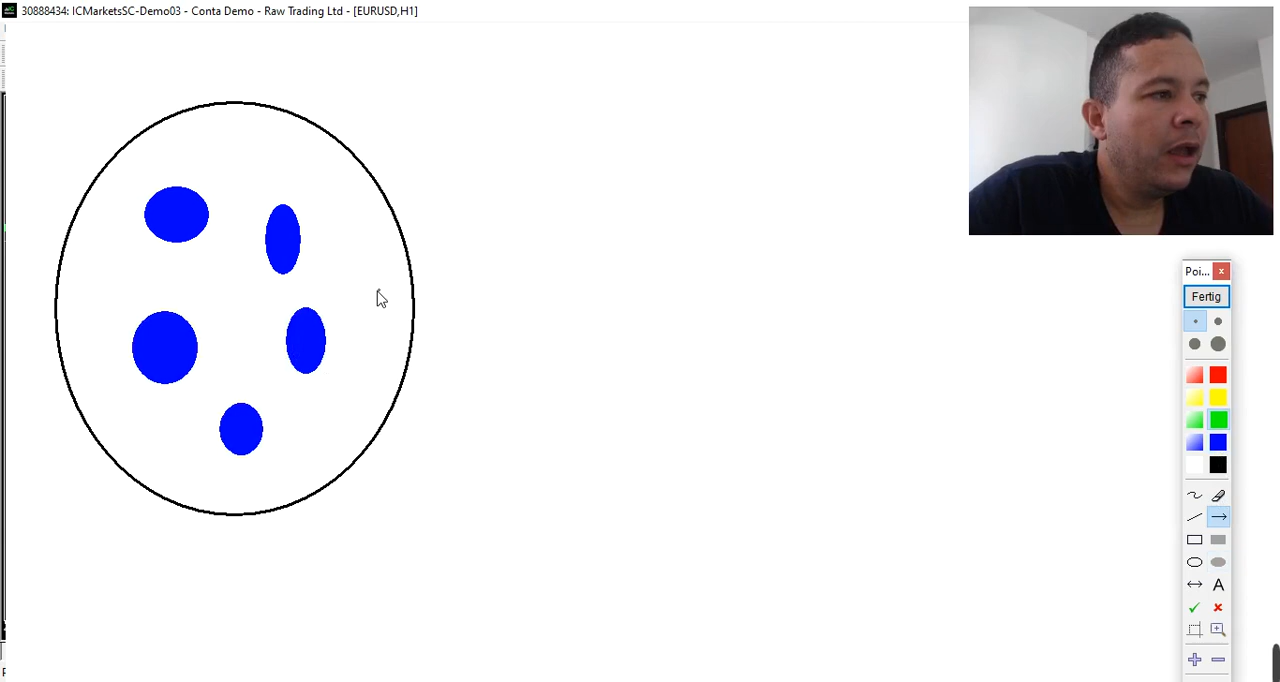 30888434: ICMarketsSC-Demo03 - Conta Demo - Raw Trading Ltd - [EURUSD,H1]
Poi...
Fertig
A